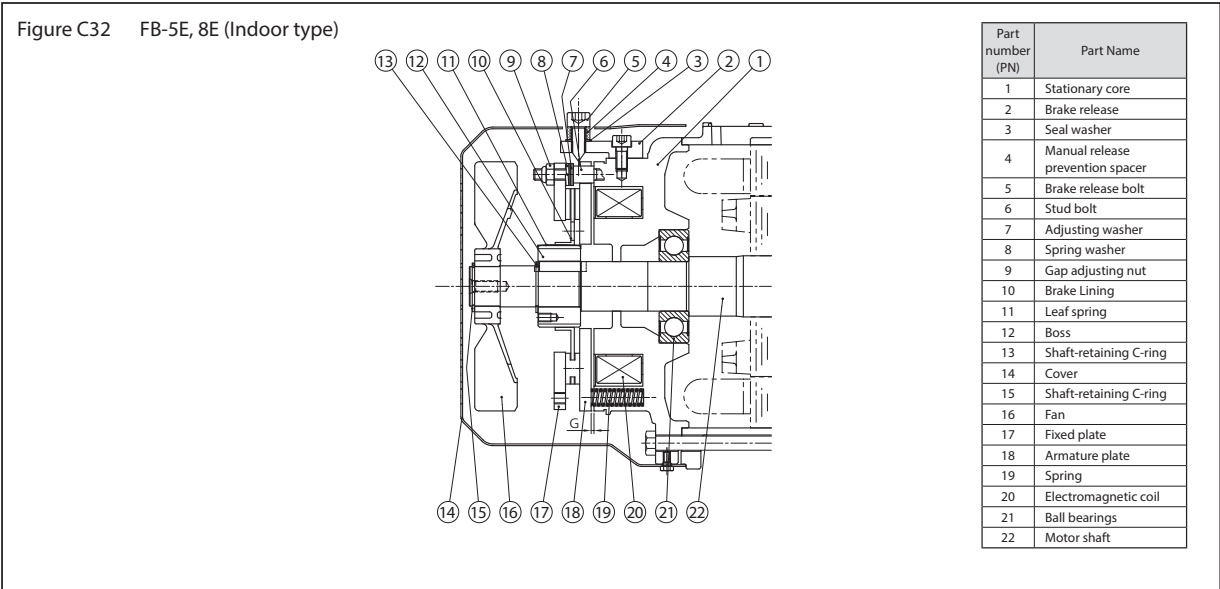 Figure C32 FB-5E, 8E (Indoor type)
13 12 11 10 9 8 7 6 5 4 3 2 1
G
14 15 16 17 18 19 20 21 22
Part number (PN) Part Name
1 Stationary core
2 Brake release
3 Seal washer
4 Manual release prevention spacer
5 Brake release bolt
6 Stud bolt
7 Adjusting washer
8 Spring washer
9 Gap adjusting nut
10 Brake Lining
11 Leaf spring
12 Boss
13 Shaft-retaining C-ring
14 Cover
15 Shaft-retaining C-ring
16 Fan
17 Fixed plate
18 Armature plate
19 Spring
20 Electromagnetic coil
21 Ball bearings
22 Motor shaft